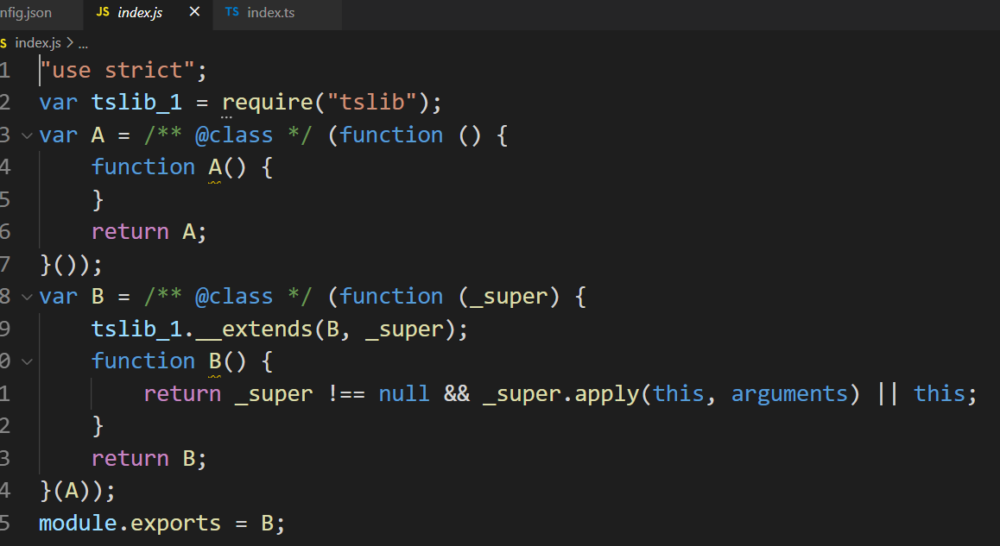 nfig.json JS index.js × TS index.ts
S index.js > ...
1 "use strict";
2 var tslib_1 = require("tslib");
3 var A = /** @class */ (function () {
4     function A() {
5     }
6     return A;
7 }());
8 var B = /** @class */ (function (_super) {
9     tslib_1.__extends(B, _super);
0     function B() {
1         return _super !== null && _super.apply(this, arguments) || this;
2     }
3     return B;
4 }(A));
5 module.exports = B;